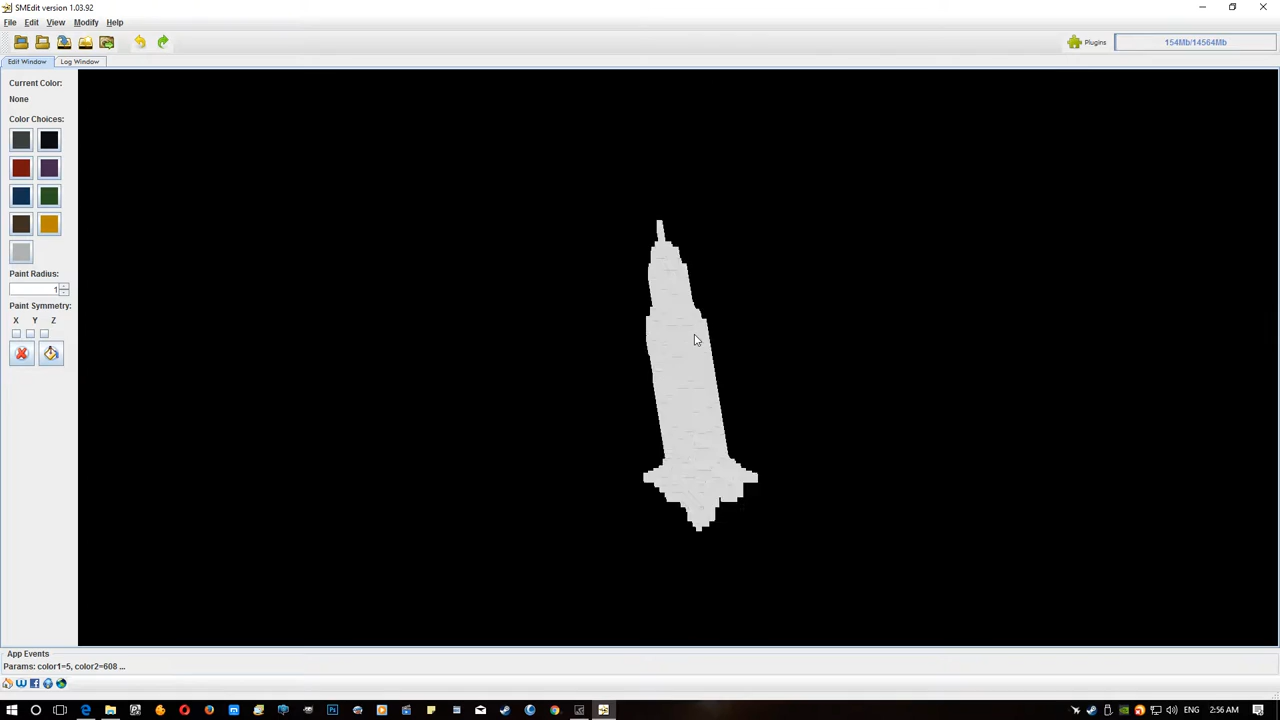 SMEdit version 1.03.92
File Edit View Modify Help
Plugins 154Mb/14564Mb
Edit Window Log Window
Current Color:
None
Color Choices:
Paint Radius:
1
Paint Symmetry:
X Y Z
App Events
Params: color1=5, color2=608 ...
ENG 2:56 AM